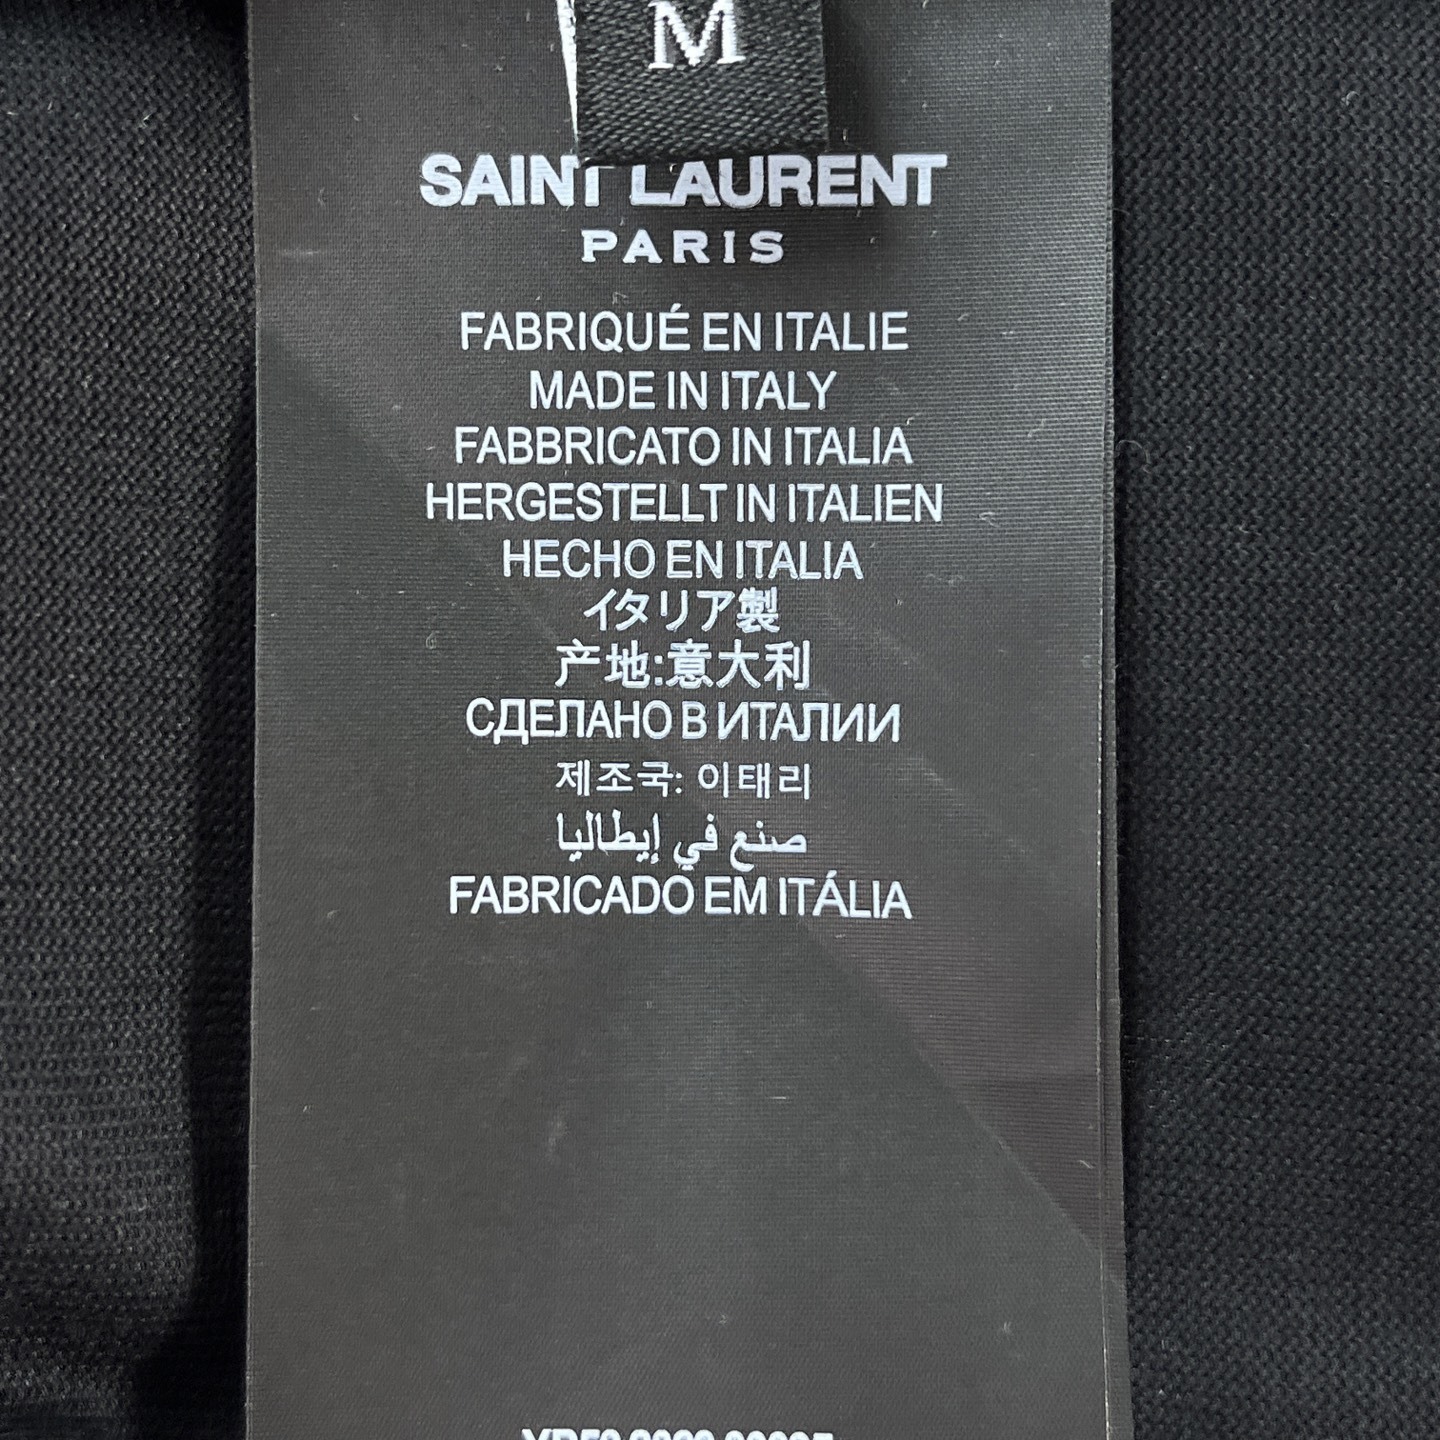 M
SAINT LAURENT
PARIS
FABRIQUÉ EN ITALIE
MADE IN ITALY
FABBRICATO IN ITALIA
HERGESTELLT IN ITALIEN
HECHO EN ITALIA
イタリア製
产地:意大利
СДЕЛАНО В ИТАЛИИ
제조국: 이태리
صنع في إيطاليا
FABRICADO EM ITÁLIA